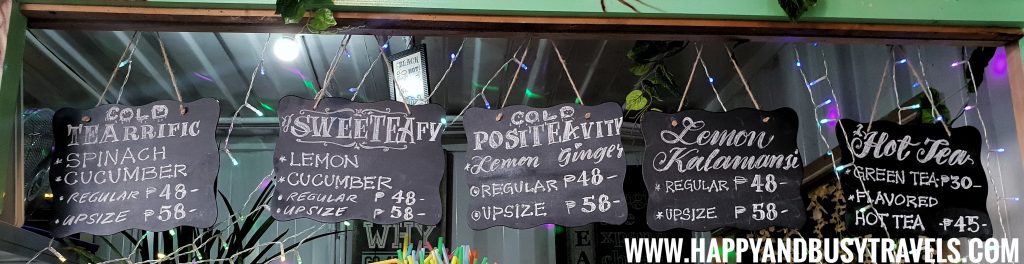 COLD
TEARRIFIC
*SPINACH
*CUCUMBER
*REGULAR ₱48-
*UPSIZE ₱58-
SWEETEAFY
*LEMON
*CUCUMBER
*REGULAR ₱48-
*UPSIZE ₱58-
COLD
POSITEAVITY
*Lemon Ginger
REGULAR ₱48-
UPSIZE ₱58-
Lemon
Kalamansi
*REGULAR ₱48-
*UPSIZE ₱58-
Hot Tea
*GREEN TEA-₱30-
*FLAVORED
HOT TEA ₱45-
BLACK
WHY
WWW.HAPPYANDBUSYTRAVELS.COM